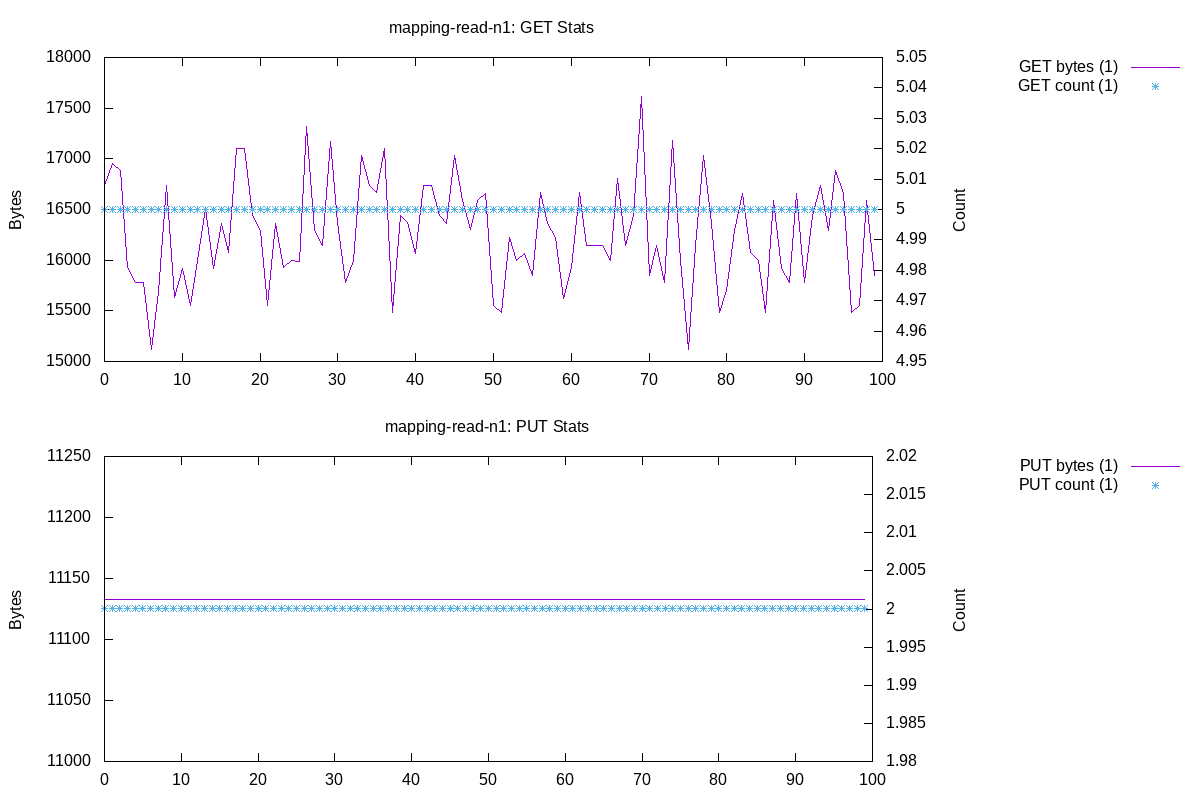 mapping-read-n1: GET Stats
18000
17500
17000
16500
16000
15500
15000
Bytes
5.05
5.04
5.03
5.02
5.01
5
4.99
4.98
4.97
4.96
4.95
Count
0 10 20 30 40 50 60 70 80 90 100
GET bytes (1)
GET count (1)
mapping-read-n1: PUT Stats
11250
11200
11150
11100
11050
11000
Bytes
2.02
2.015
2.01
2.005
2
1.995
1.99
1.985
1.98
Count
0 10 20 30 40 50 60 70 80 90 100
PUT bytes (1)
PUT count (1)